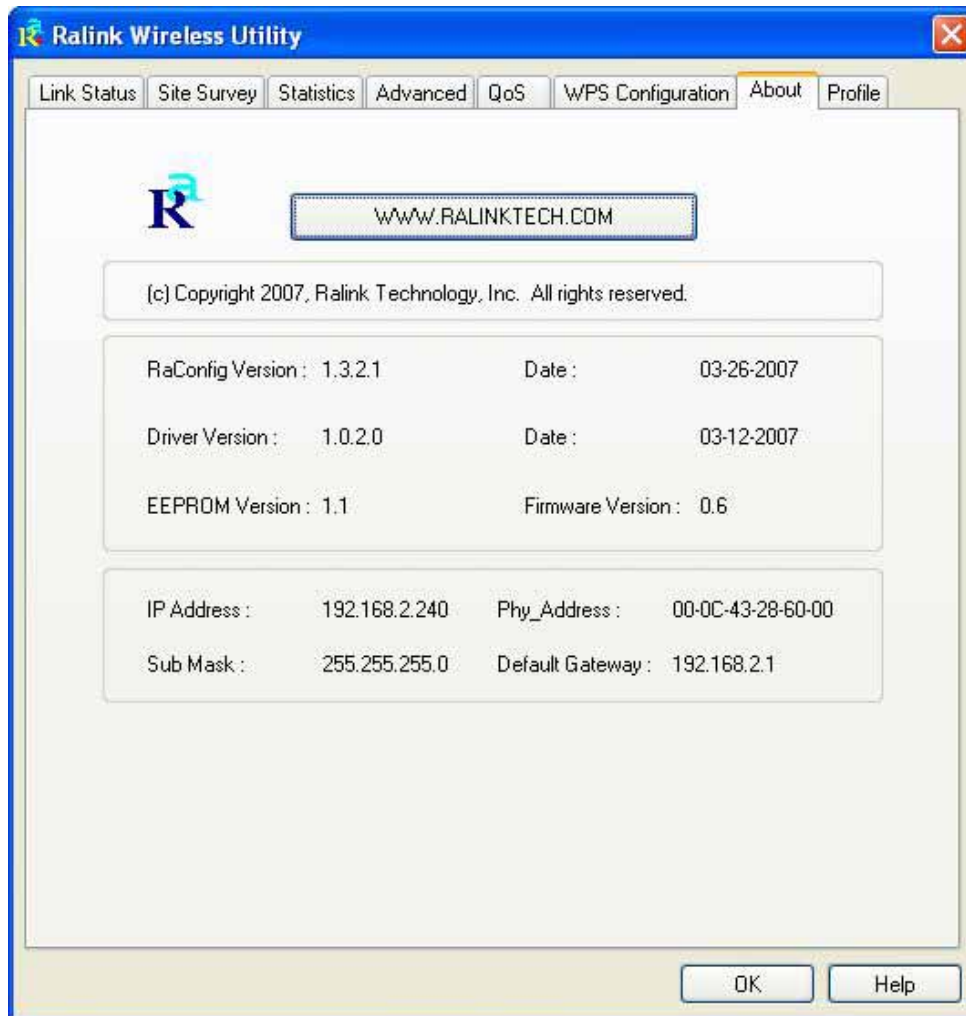 Ralink Wireless Utility
Link Status Site Survey Statistics Advanced QoS WPS Configuration About Profile
Ra
WWW.RALINKTECH.COM
(c) Copyright 2007, Ralink Technology, Inc. All rights reserved.
RaConfig Version : 1.3.2.1 Date : 03-26-2007
Driver Version : 1.0.2.0 Date : 03-12-2007
EEPROM Version : 1.1 Firmware Version : 0.6
IP Address : 192.168.2.240 Phy_Address : 00-0C-43-28-60-00
Sub Mask : 255.255.255.0 Default Gateway : 192.168.2.1
OK Help